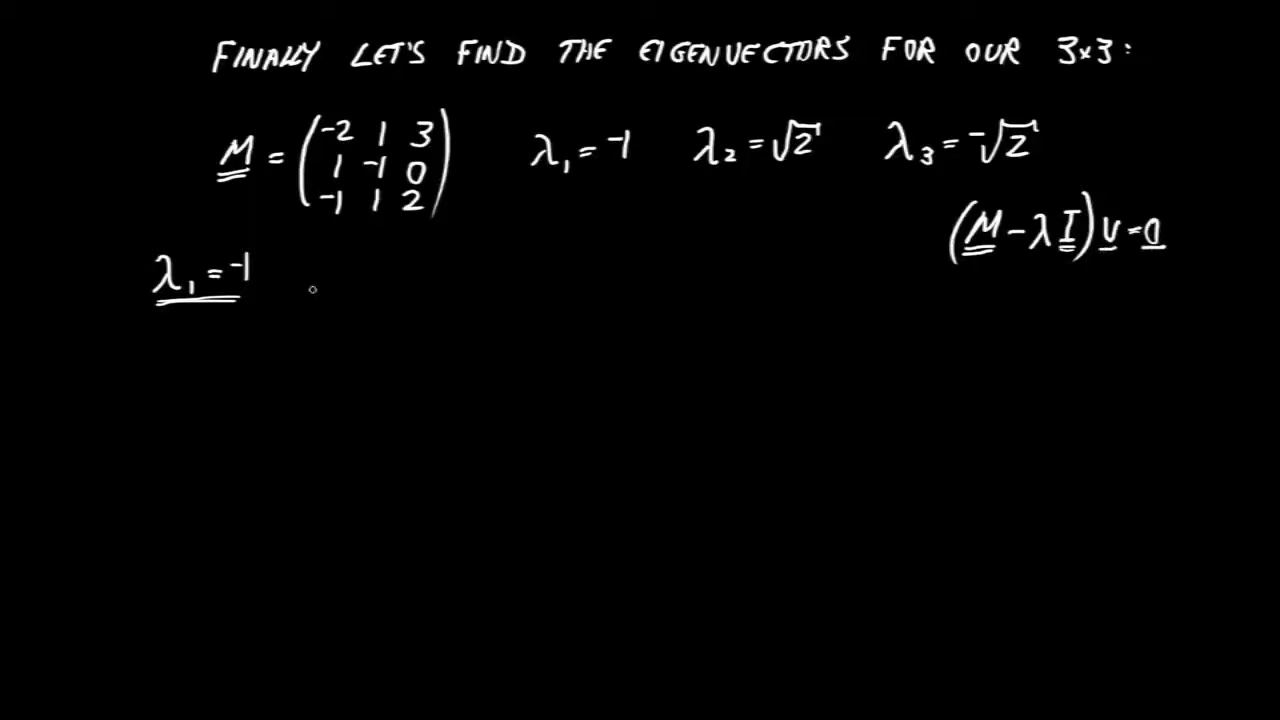 FINALLY LET'S FIND THE EIGENVECTORS FOR OUR 3×3:
M = (-2 1 3 λ₁ = -1 λ₂ = √2 λ₃ = -√2
1 -1 0
-1 1 2)
(M - λI)v = 0
λ₁ = -1